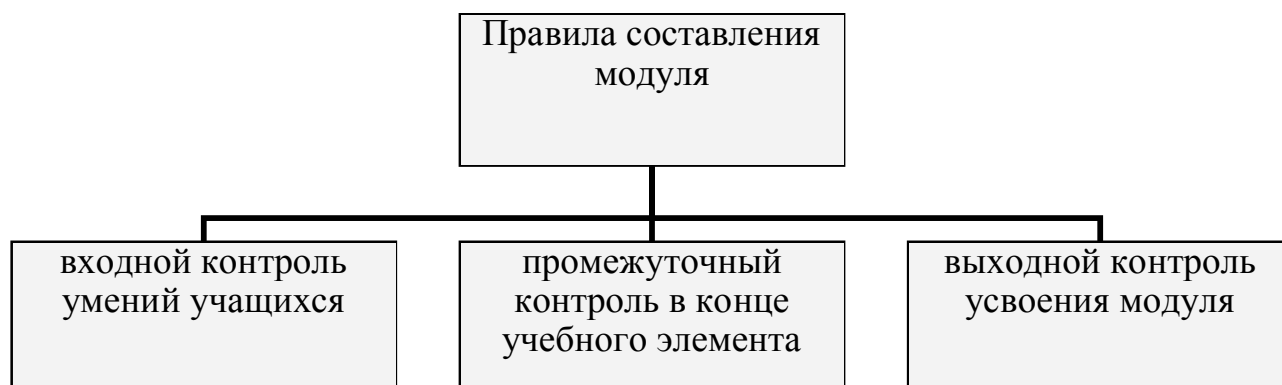 Правила составления
модуля
входной контроль
умений учащихся
промежуточный
контроль в конце
учебного элемента
выходной контроль
усвоения модуля